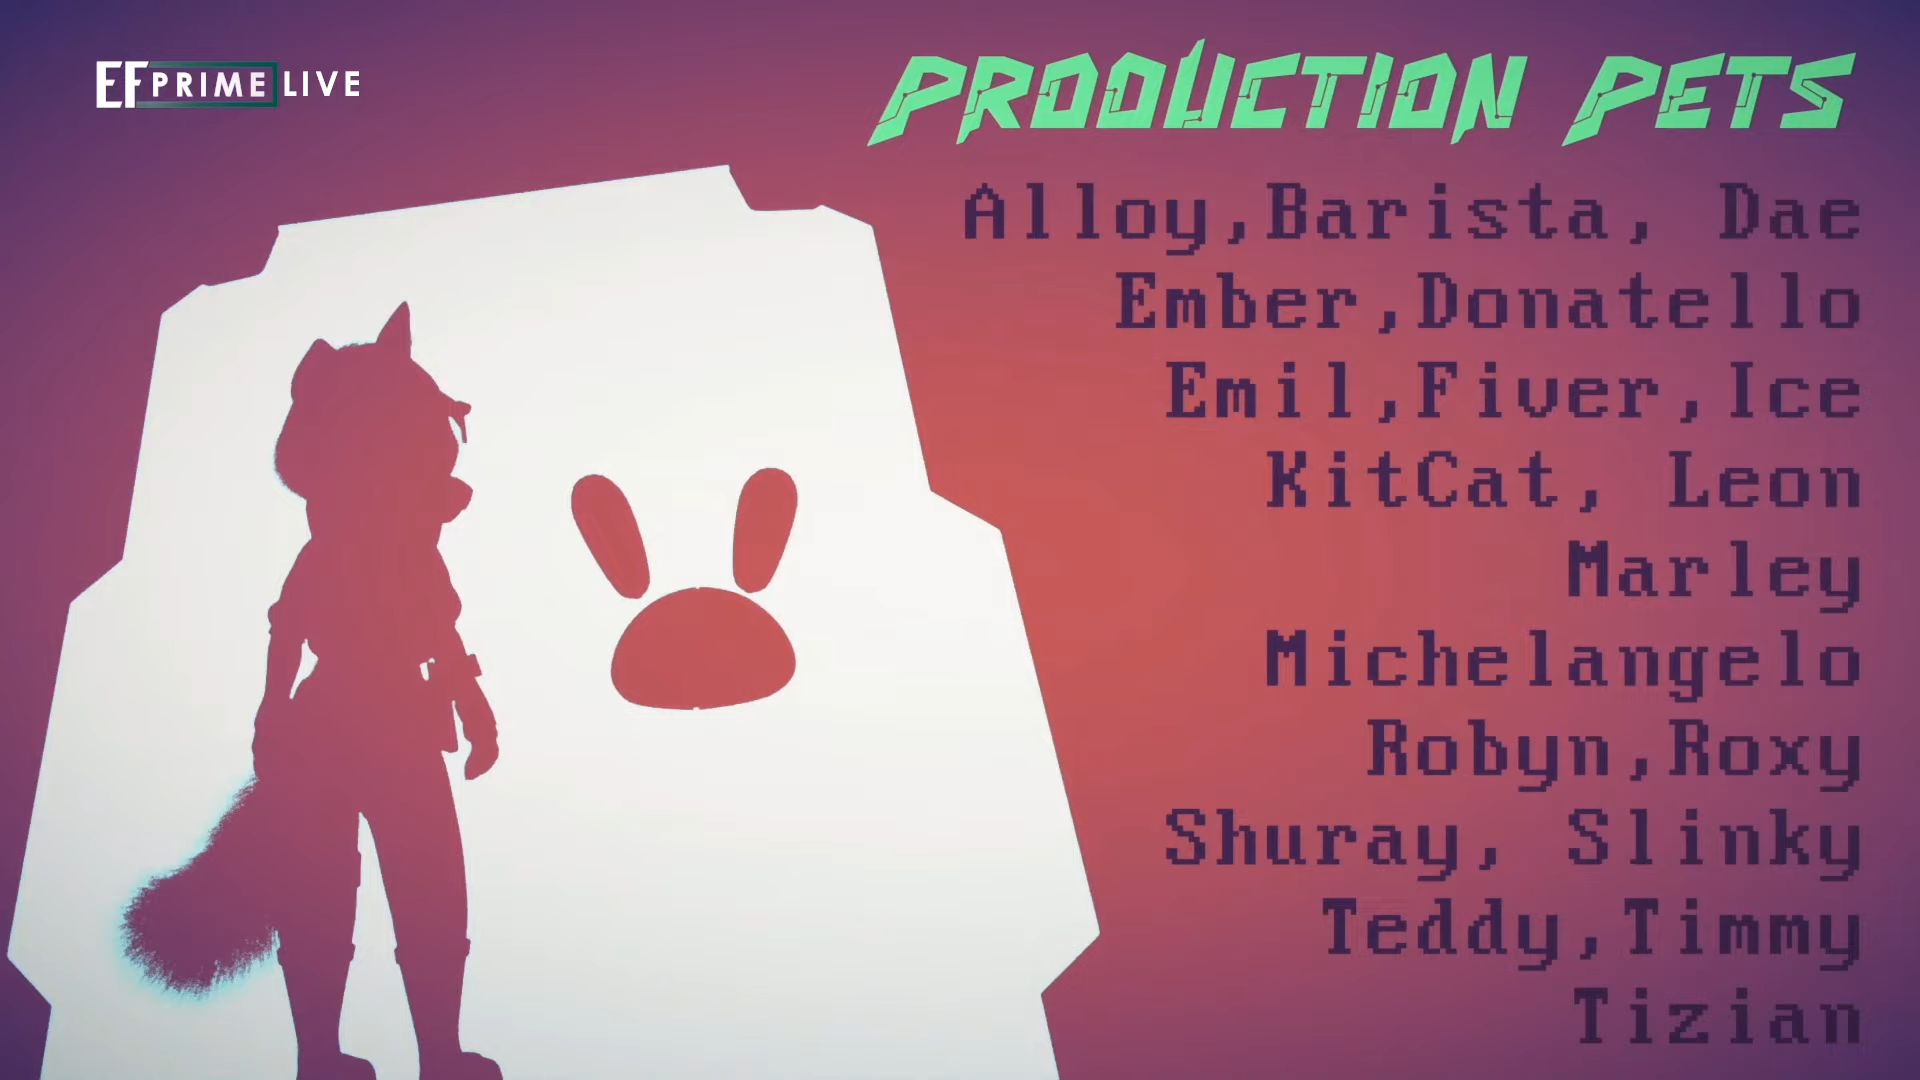 EF PRIME LIVE
PRODUCTION PETS
Alloy,Barista, Dae
Ember,Donatello
Emil,Fiver,Ice
KitCat, Leon
Marley
Michelangelo
Robyn,Roxy
Shuray, Slinky
Teddy,Timmy
Tizian